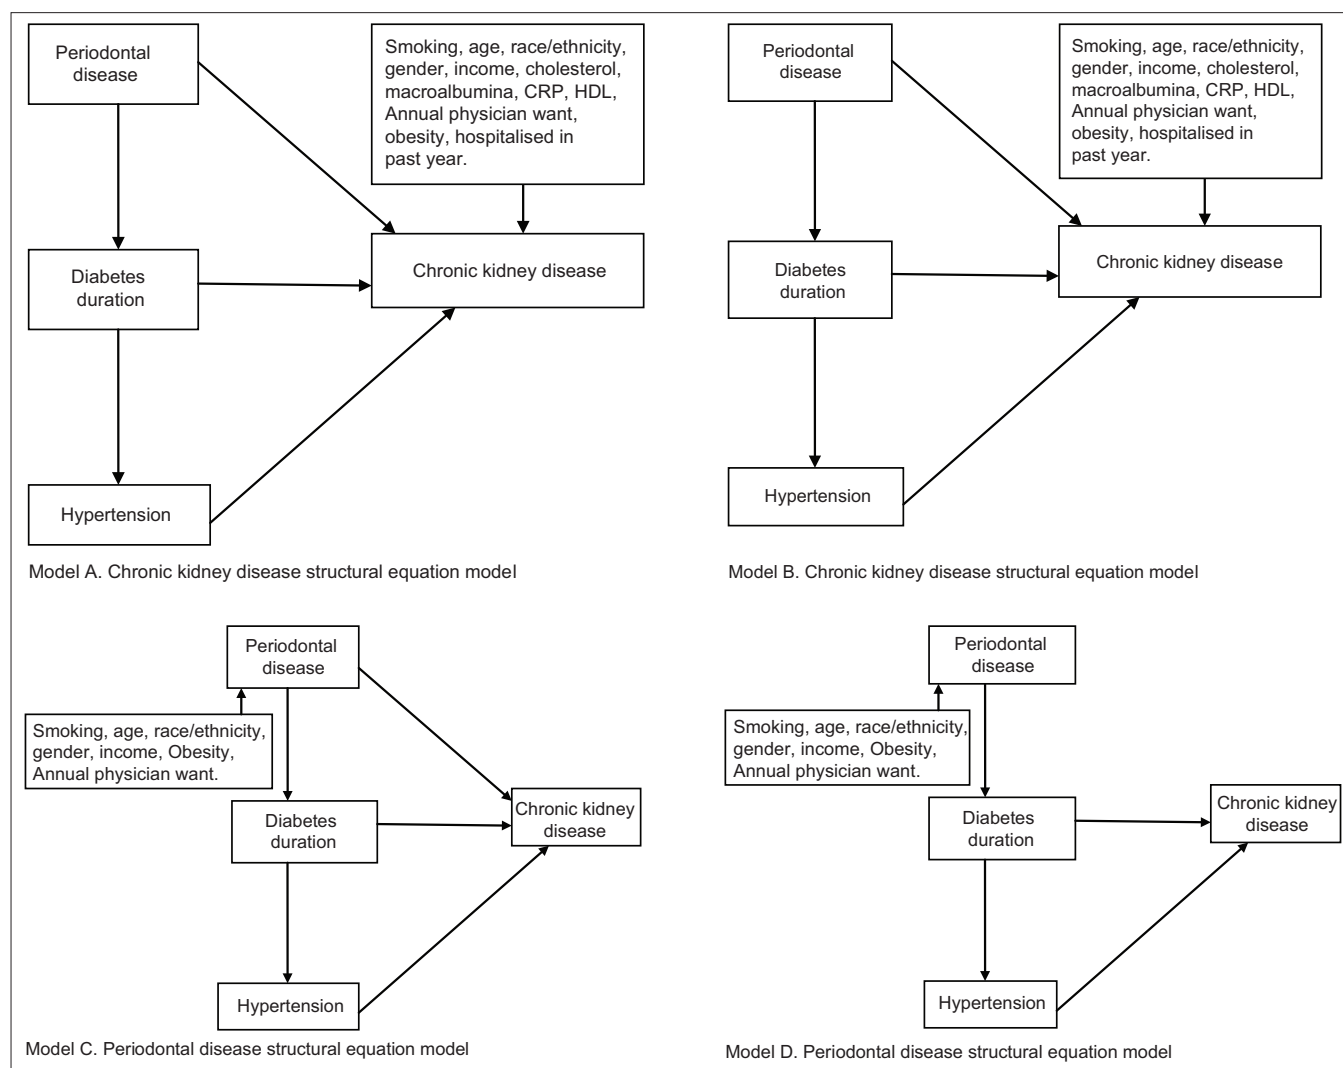 Periodontal
disease
Smoking, age, race/ethnicity,
gender, income, cholesterol,
macroalbumina, CRP, HDL,
Annual physician want,
obesity, hospitalised in
past year.
Diabetes
duration
Chronic kidney disease
Hypertension
Model A. Chronic kidney disease structural equation model
Periodontal
disease
Smoking, age, race/ethnicity,
gender, income, cholesterol,
macroalbumina, CRP, HDL,
Annual physician want,
obesity, hospitalised in
past year.
Diabetes
duration
Chronic kidney disease
Hypertension
Model B. Chronic kidney disease structural equation model
Periodontal
disease
Smoking, age, race/ethnicity,
gender, income, Obesity,
Annual physician want.
Diabetes
duration
Chronic kidney
disease
Hypertension
Model C. Periodontal disease structural equation model
Periodontal
disease
Smoking, age, race/ethnicity,
gender, income, Obesity,
Annual physician want.
Diabetes
duration
Chronic kidney
disease
Hypertension
Model D. Periodontal disease structural equation model